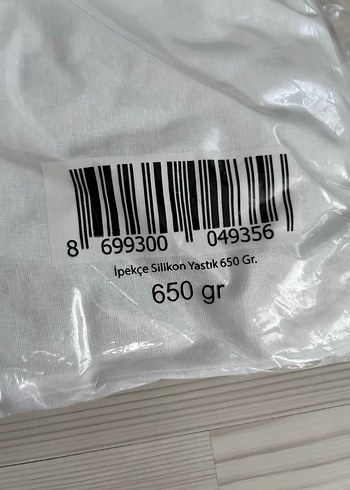 8 699300 049356
İpekçe Silikon Yastık 650 Gr.
650 gr